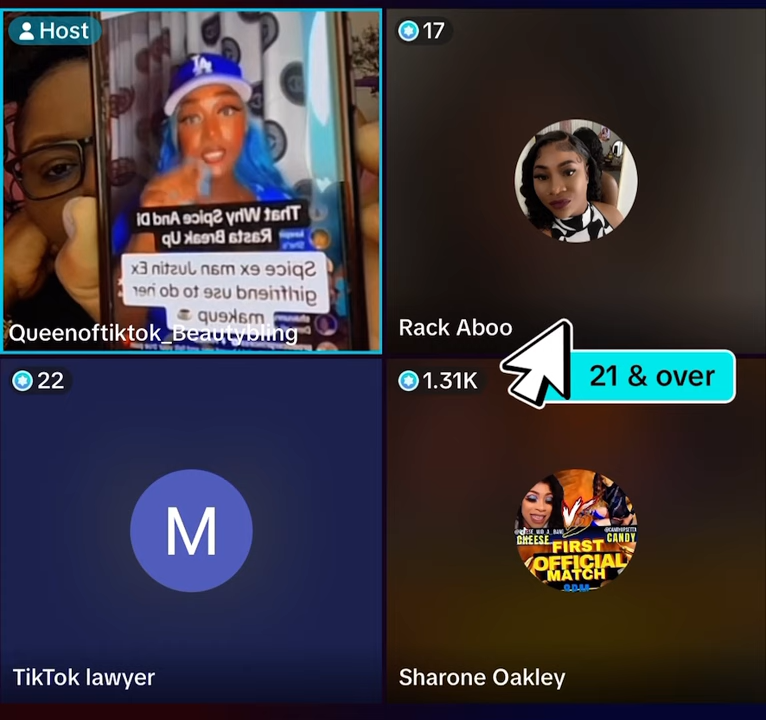 Host
17
LA
That Why Spice And Di
Rasta Break Up
Spice ex man Justin Ex
girlfriend use to do her
makeup
Queenoftiktok_Beautybling
Rack Aboo
21 & over
22
1.31K
M
CHEESE
CANDY
FIRST
OFFICIAL
MATCH
8PM
TikTok lawyer
Sharone Oakley